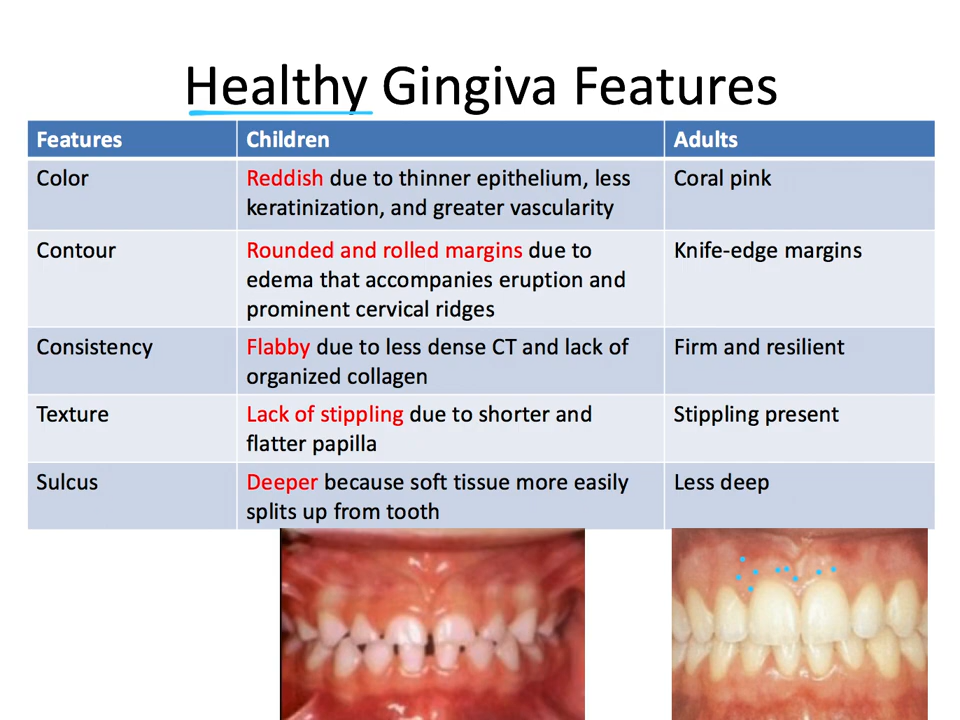 Healthy Gingiva Features
Features Children Adults
Color Reddish due to thinner epithelium, less Coral pink
keratinization, and greater vascularity
Contour Rounded and rolled margins due to Knife-edge margins
edema that accompanies eruption and
prominent cervical ridges
Consistency Flabby due to less dense CT and lack of Firm and resilient
organized collagen
Texture Lack of stippling due to shorter and Stippling present
flatter papilla
Sulcus Deeper because soft tissue more easily Less deep
splits up from tooth